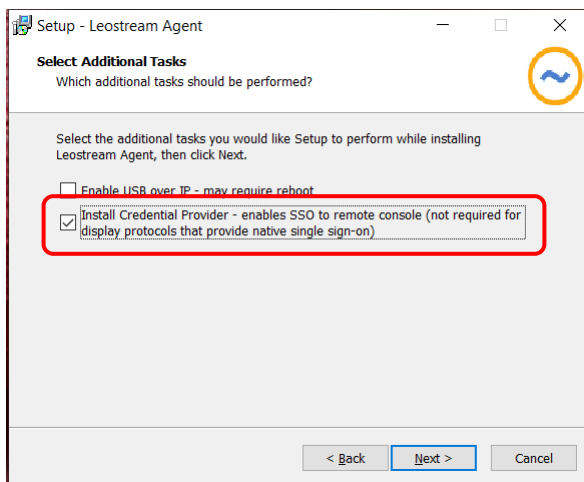 Setup - Leostream Agent
Select Additional Tasks
Which additional tasks should be performed?
Select the additional tasks you would like Setup to perform while installing
Leostream Agent, then click Next.
Enable USB over IP - may require reboot
Install Credential Provider - enables SSO to remote console (not required for
display protocols that provide native single sign-on)
< Back
Next >
Cancel